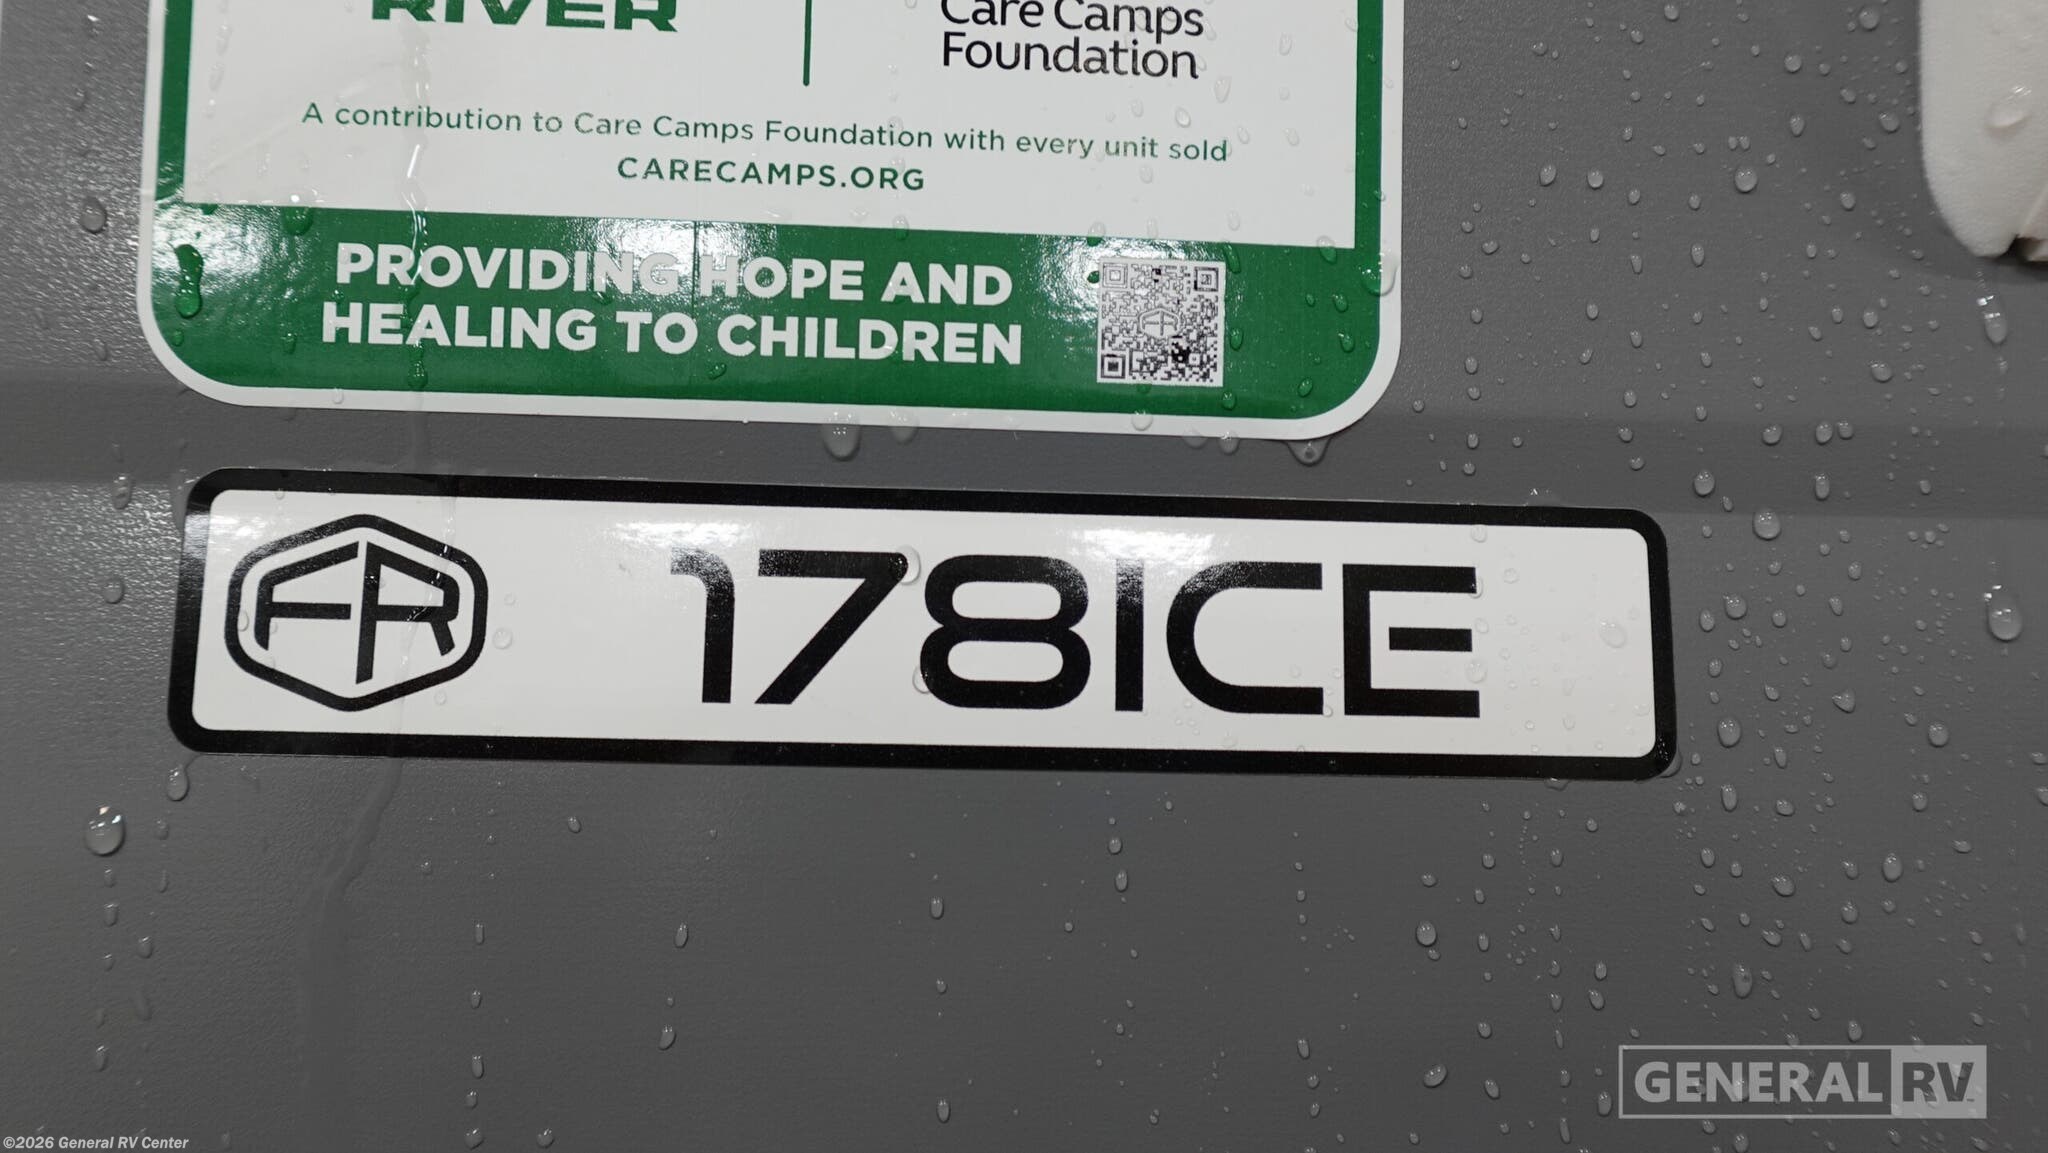 RIVER
Care Camps
Foundation
A contribution to Care Camps Foundation with every unit sold
CARECAMPS.ORG
PROVIDING HOPE AND
HEALING TO CHILDREN
FR
FR 178ICE
GENERAL RV
©2026 General RV Center